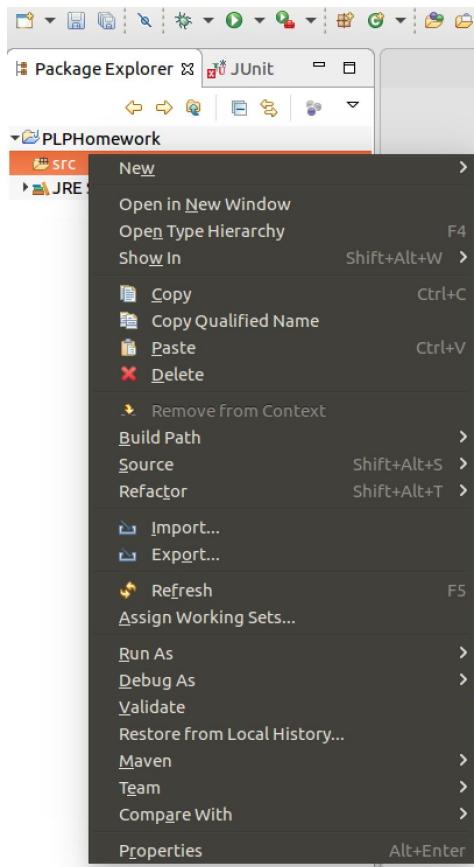 Package Explorer JUnit
PLPHomework
src
JRE S
New
Open in New Window
Open Type Hierarchy F4
Show In Shift+Alt+W
Copy Ctrl+C
Copy Qualified Name
Paste Ctrl+V
Delete
Remove from Context
Build Path
Source Shift+Alt+S
Refactor Shift+Alt+T
Import...
Export...
Refresh F5
Assign Working Sets...
Run As
Debug As
Validate
Restore from Local History...
Maven
Team
Compare With
Properties Alt+Enter